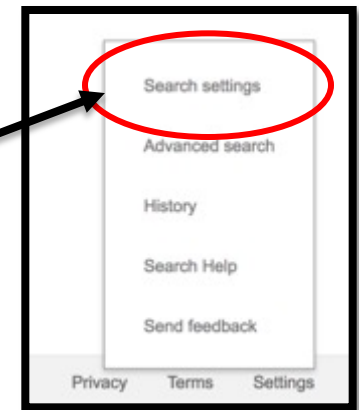 Search settings
Advanced search
History
Search Help
Send feedback
Privacy Terms Settings